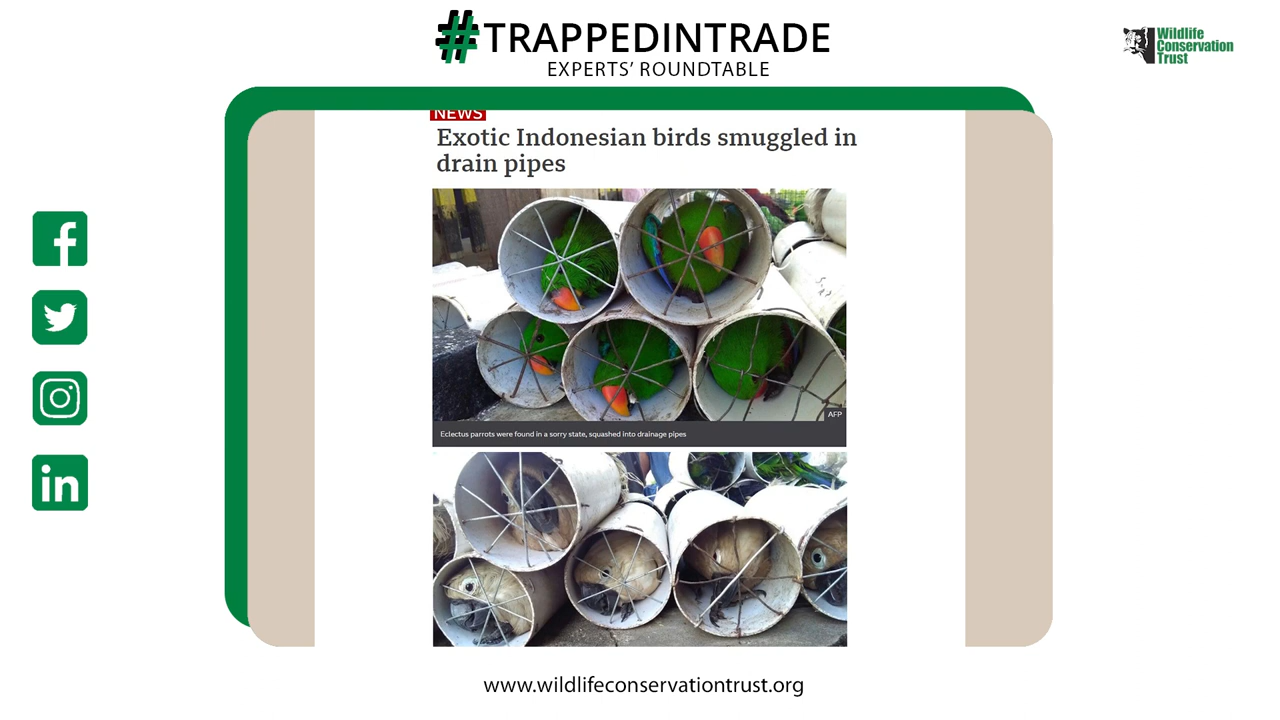 #TRAPPEDINTRADE
EXPERTS’ ROUNDTABLE
Wildlife
Conservation
Trust
NEWS
Exotic Indonesian birds smuggled in
drain pipes
AFP
Eclectus parrots were found in a sorry state, squashed into drainage pipes
f
in
www.wildlifeconservationtrust.org